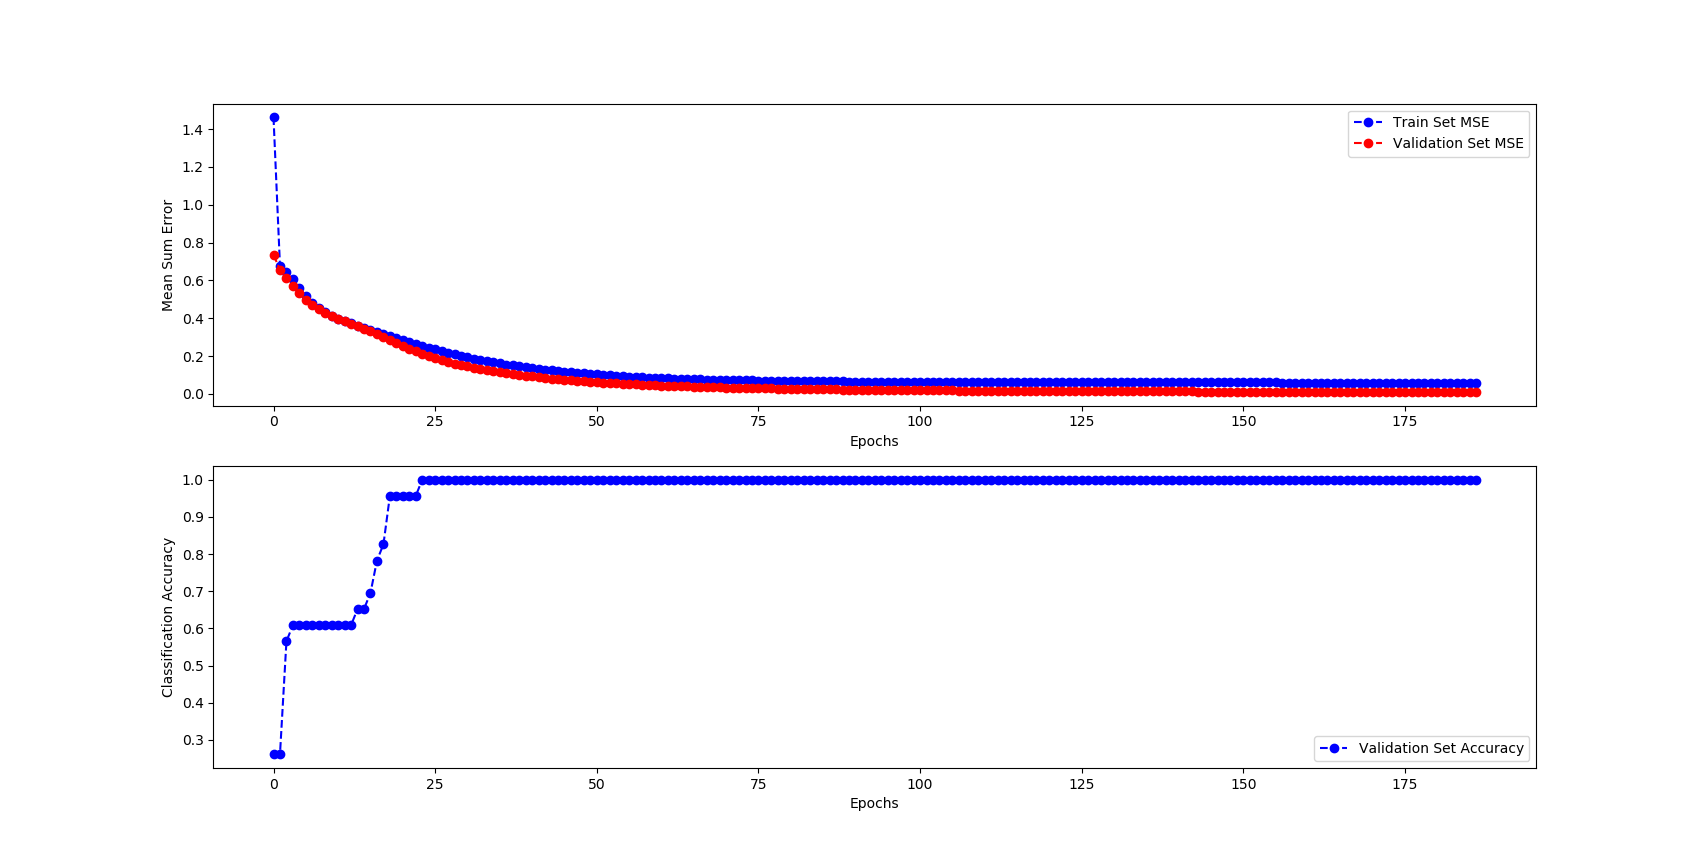 Train Set MSE
Validation Set MSE
Mean Sum Error
1.4
1.2
1.0
0.8
0.6
0.4
0.2
0.0
0 25 50 75 100 125 150 175
Epochs
Classification Accuracy
1.0
0.9
0.8
0.7
0.6
0.5
0.4
0.3
Validation Set Accuracy
0 25 50 75 100 125 150 175
Epochs